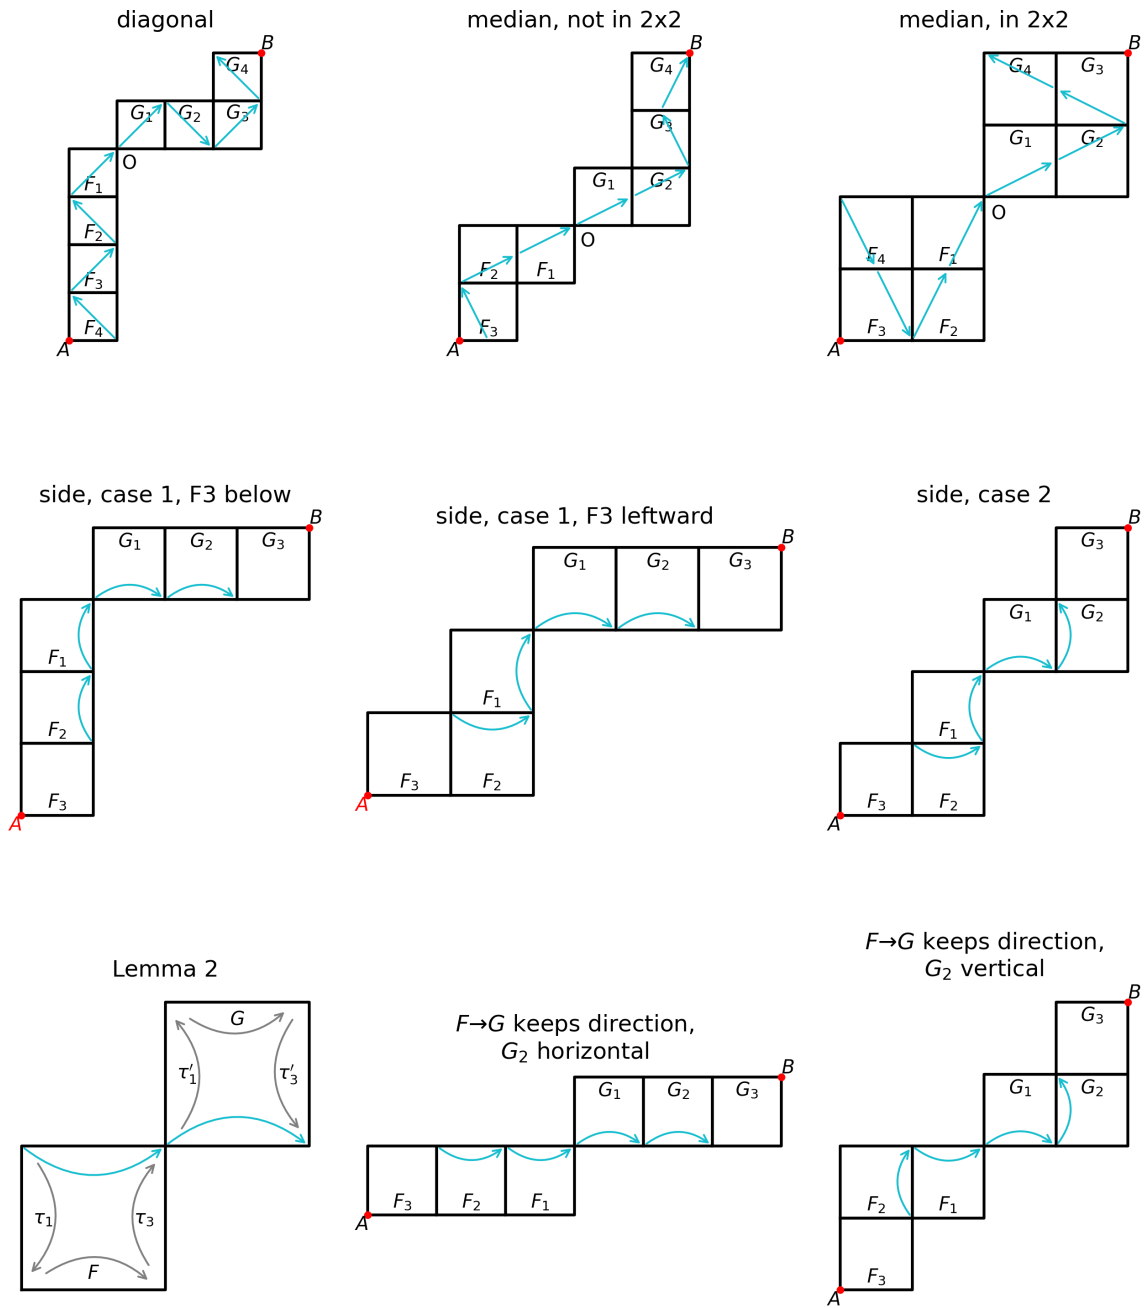 diagonal
B
G₄
G₁ G₂ G₃
O
F₁
F₂
F₃
F₄
A
median, not in 2x2
B
G₄
G₃
G₁ G₂
O
F₂ F₁
F₃
A
median, in 2x2
B
G₄ G₃
G₁ G₂
O
F₄ F₁
F₃ F₂
A
side, case 1, F3 below
B
G₁ G₂ G₃
F₁
F₂
F₃
A
side, case 1, F3 leftward
B
G₁ G₂ G₃
F₁
F₃ F₂
A
side, case 2
B
G₃
G₁ G₂
F₁
F₃ F₂
A
Lemma 2
G
τ′₁ τ′₃
τ₁ τ₃
F
F→G keeps direction,
G₂ horizontal
B
G₁ G₂ G₃
F₃ F₂ F₁
A
F→G keeps direction,
G₂ vertical
B
G₃
G₁ G₂
F₂ F₁
F₃
A